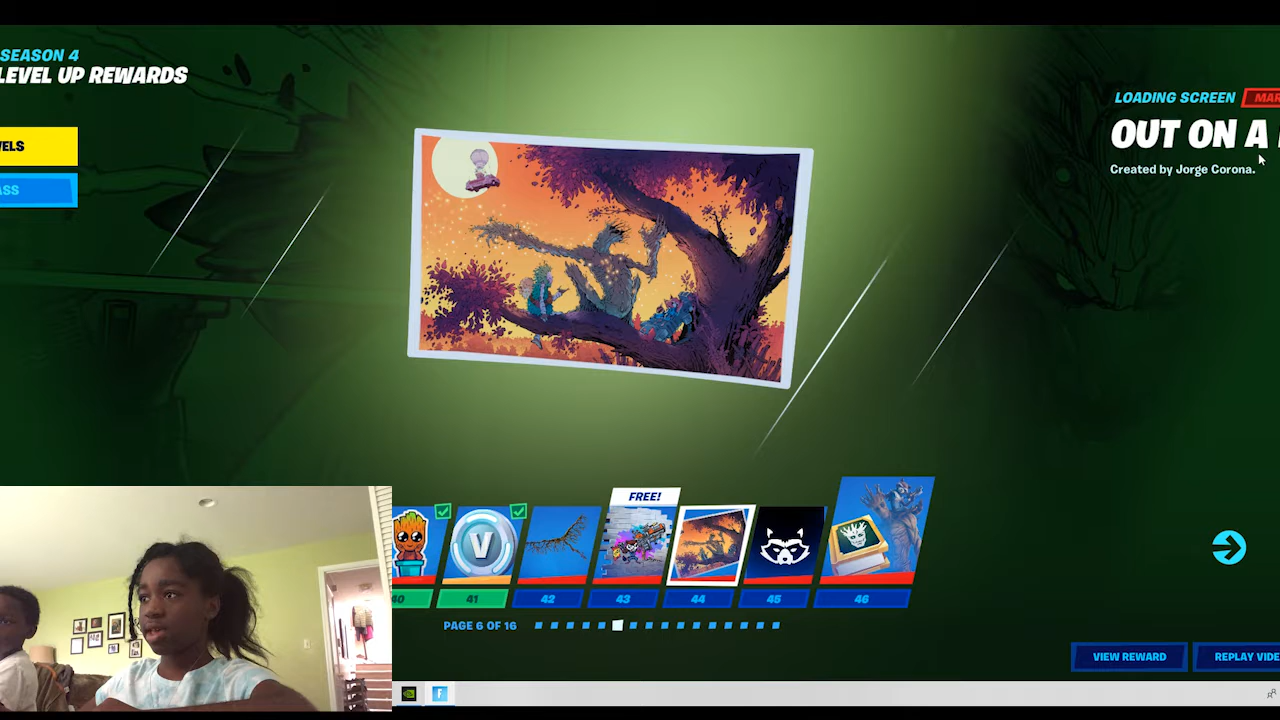 SEASON 4
LEVEL UP REWARDS
VELS
ASS
LOADING SCREEN MAR
OUT ON A
Created by Jorge Corona.
FREE!
V
40 41 42 43 44 45 46
PAGE 6 OF 16
VIEW REWARD
REPLAY VIDE